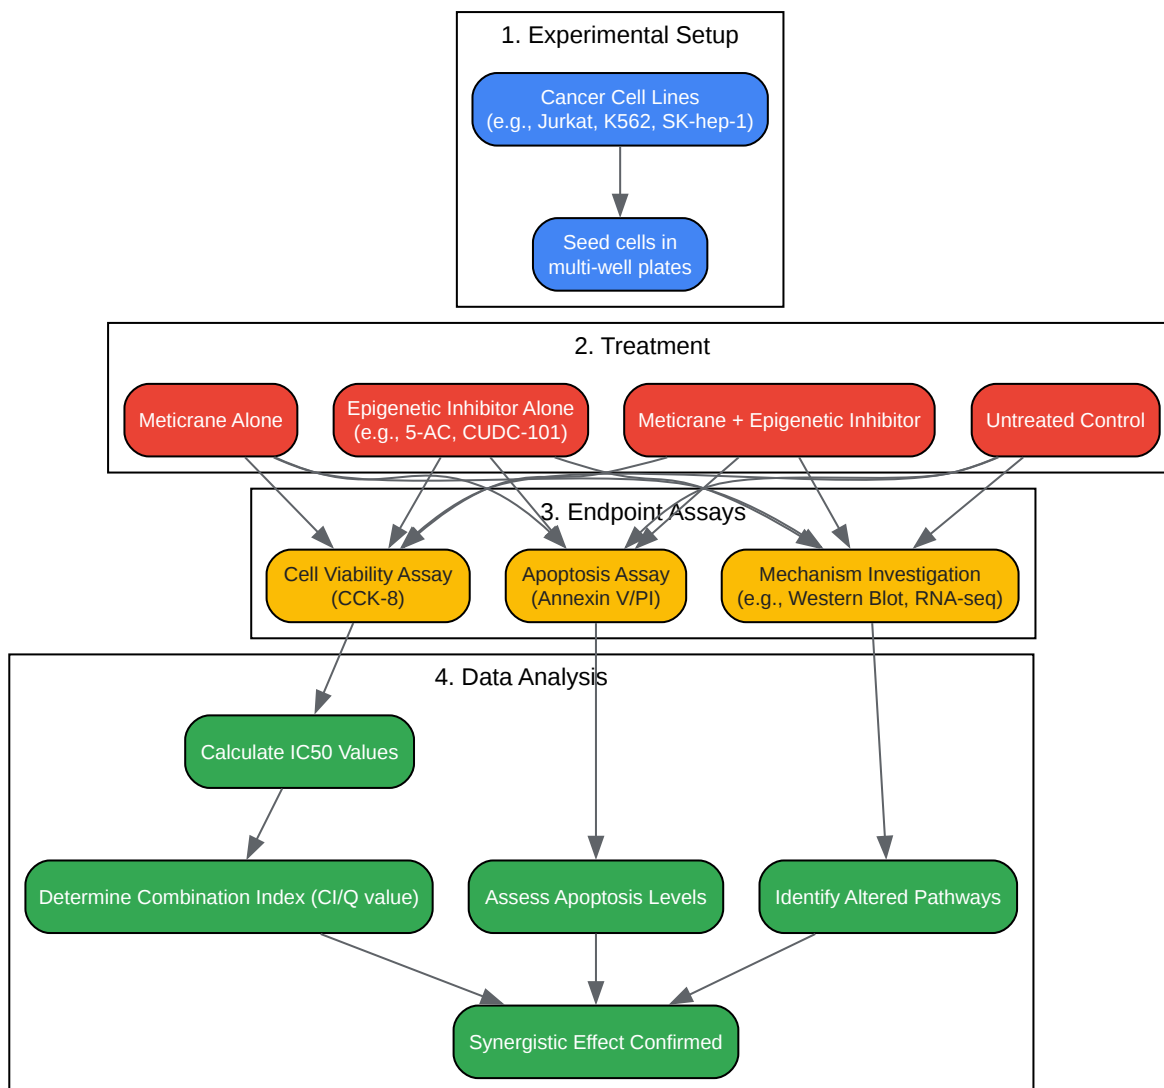 1. Experimental Setup
Cancer Cell Lines
(e.g., Jurkat, K562, SK-hep-1)
Seed cells in
multi-well plates
2. Treatment
Meticrane Alone
Epigenetic Inhibitor Alone
(e.g., 5-AC, CUDC-101)
Meticrane + Epigenetic Inhibitor
Untreated Control
3. Endpoint Assays
Cell Viability Assay
(CCK-8)
Apoptosis Assay
(Annexin V/PI)
Mechanism Investigation
(e.g., Western Blot, RNA-seq)
4. Data Analysis
Calculate IC50 Values
Determine Combination Index (CI/Q value)
Assess Apoptosis Levels
Identify Altered Pathways
Synergistic Effect Confirmed